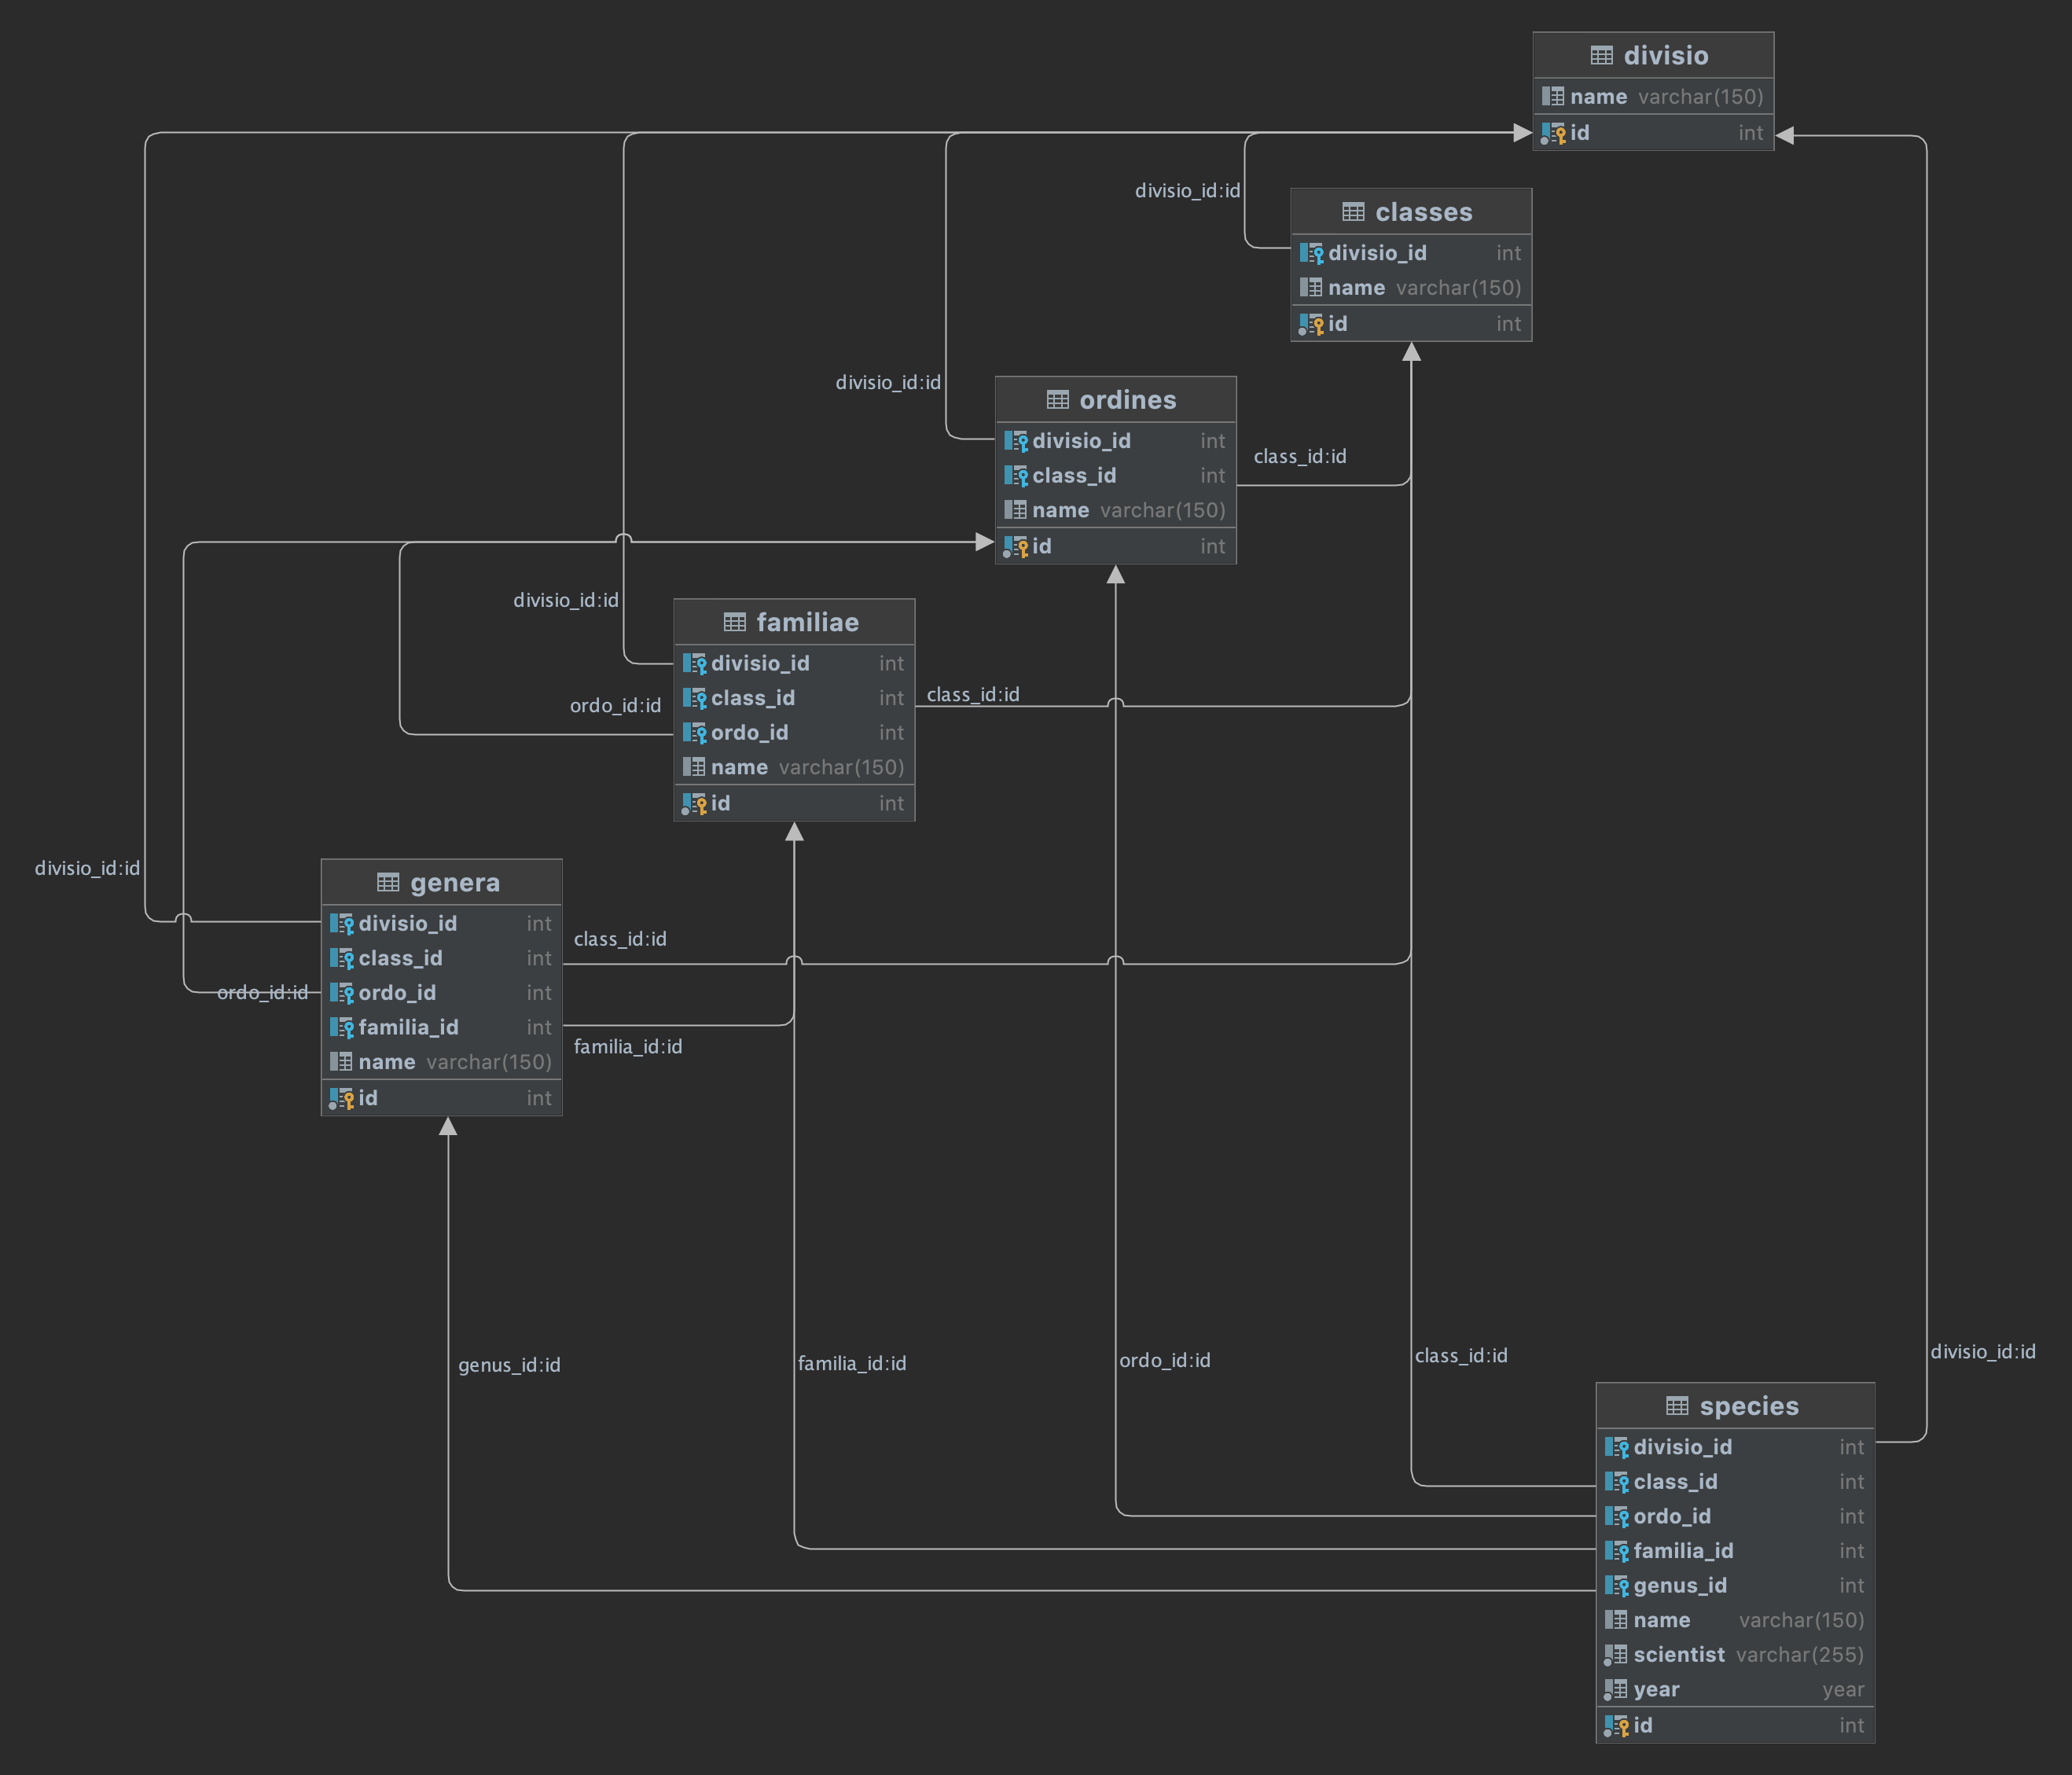 divisio
name varchar(150)
id int
divisio_id:id
classes
divisio_id int
name varchar(150)
id int
divisio_id:id
ordines
divisio_id int
class_id int
name varchar(150)
id int
class_id:id
divisio_id:id
familiae
divisio_id int
class_id int
ordo_id int
name varchar(150)
id int
ordo_id:id
class_id:id
divisio_id:id
genera
divisio_id int
class_id int
ordo_id int
familia_id int
name varchar(150)
id int
class_id:id
ordo_id:id
familia_id:id
genus_id:id
familia_id:id
ordo_id:id
class_id:id
divisio_id:id
species
divisio_id int
class_id int
ordo_id int
familia_id int
genus_id int
name varchar(150)
scientist varchar(255)
year year
id int